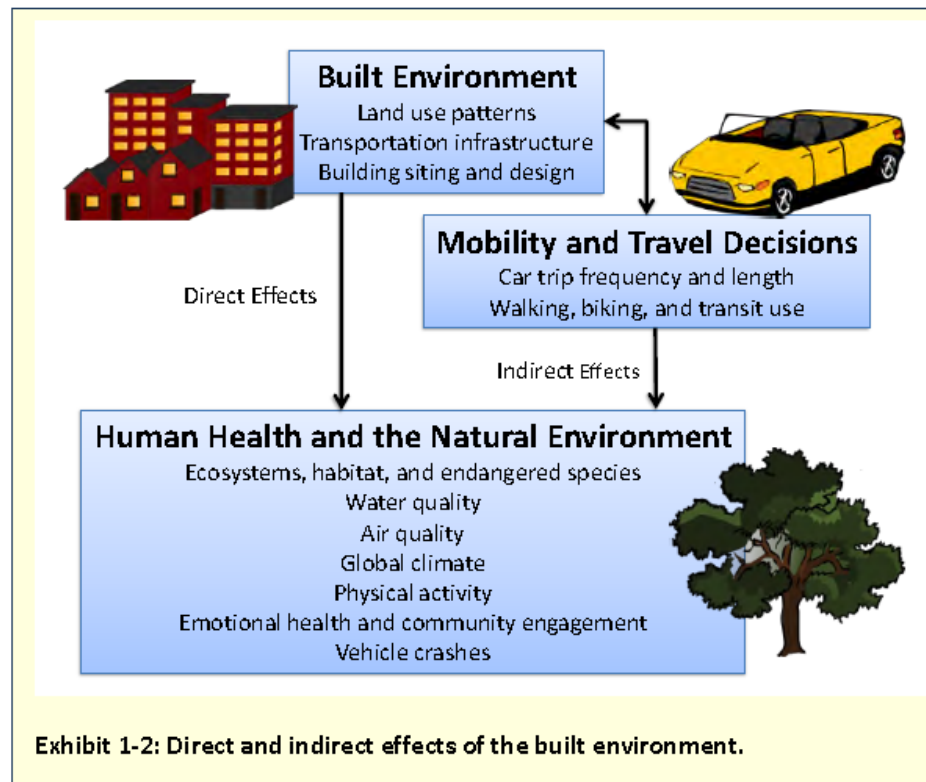 Built Environment
Land use patterns
Transportation infrastructure
Building siting and design
Mobility and Travel Decisions
Car trip frequency and length
Walking, biking, and transit use
Direct Effects
Indirect Effects
Human Health and the Natural Environment
Ecosystems, habitat, and endangered species
Water quality
Air quality
Global climate
Physical activity
Emotional health and community engagement
Vehicle crashes
Exhibit 1-2: Direct and indirect effects of the built environment.